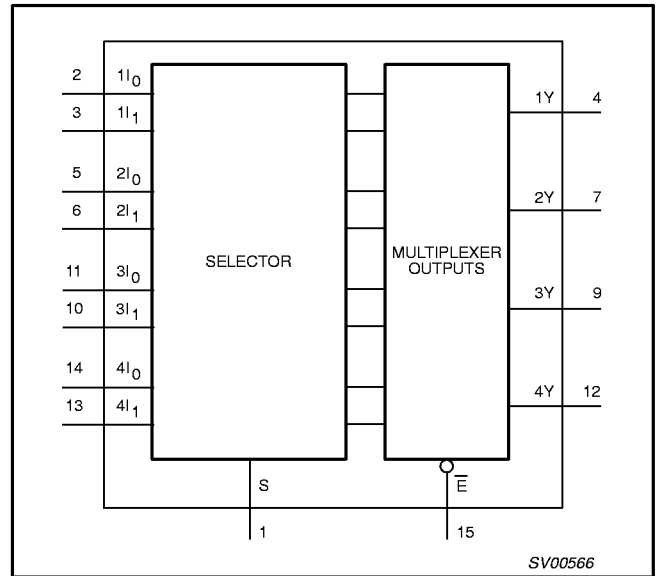 2 1I0
3 1I1
5 2I0
6 2I1
11 3I0
10 3I1
14 4I0
13 4I1
SELECTOR
MULTIPLEXER
OUTPUTS
1Y 4
2Y 7
3Y 9
4Y 12
S
1
E̅
15
SV00566